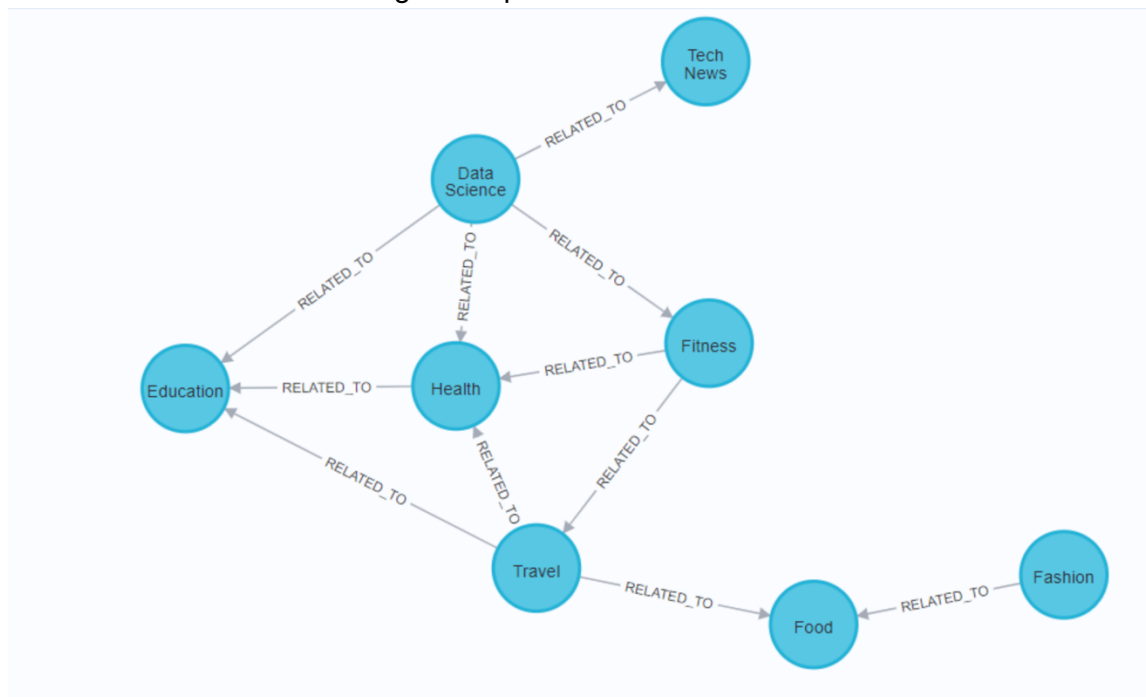 Tech
News
RELATED_TO
Data
Science
RELATED_TO
RELATED_TO
RELATED_TO
Fitness
RELATED_TO
Education
RELATED_TO
Health
RELATED_TO
RELATED_TO
RELATED_TO
Travel
RELATED_TO
Food
RELATED_TO
Fashion